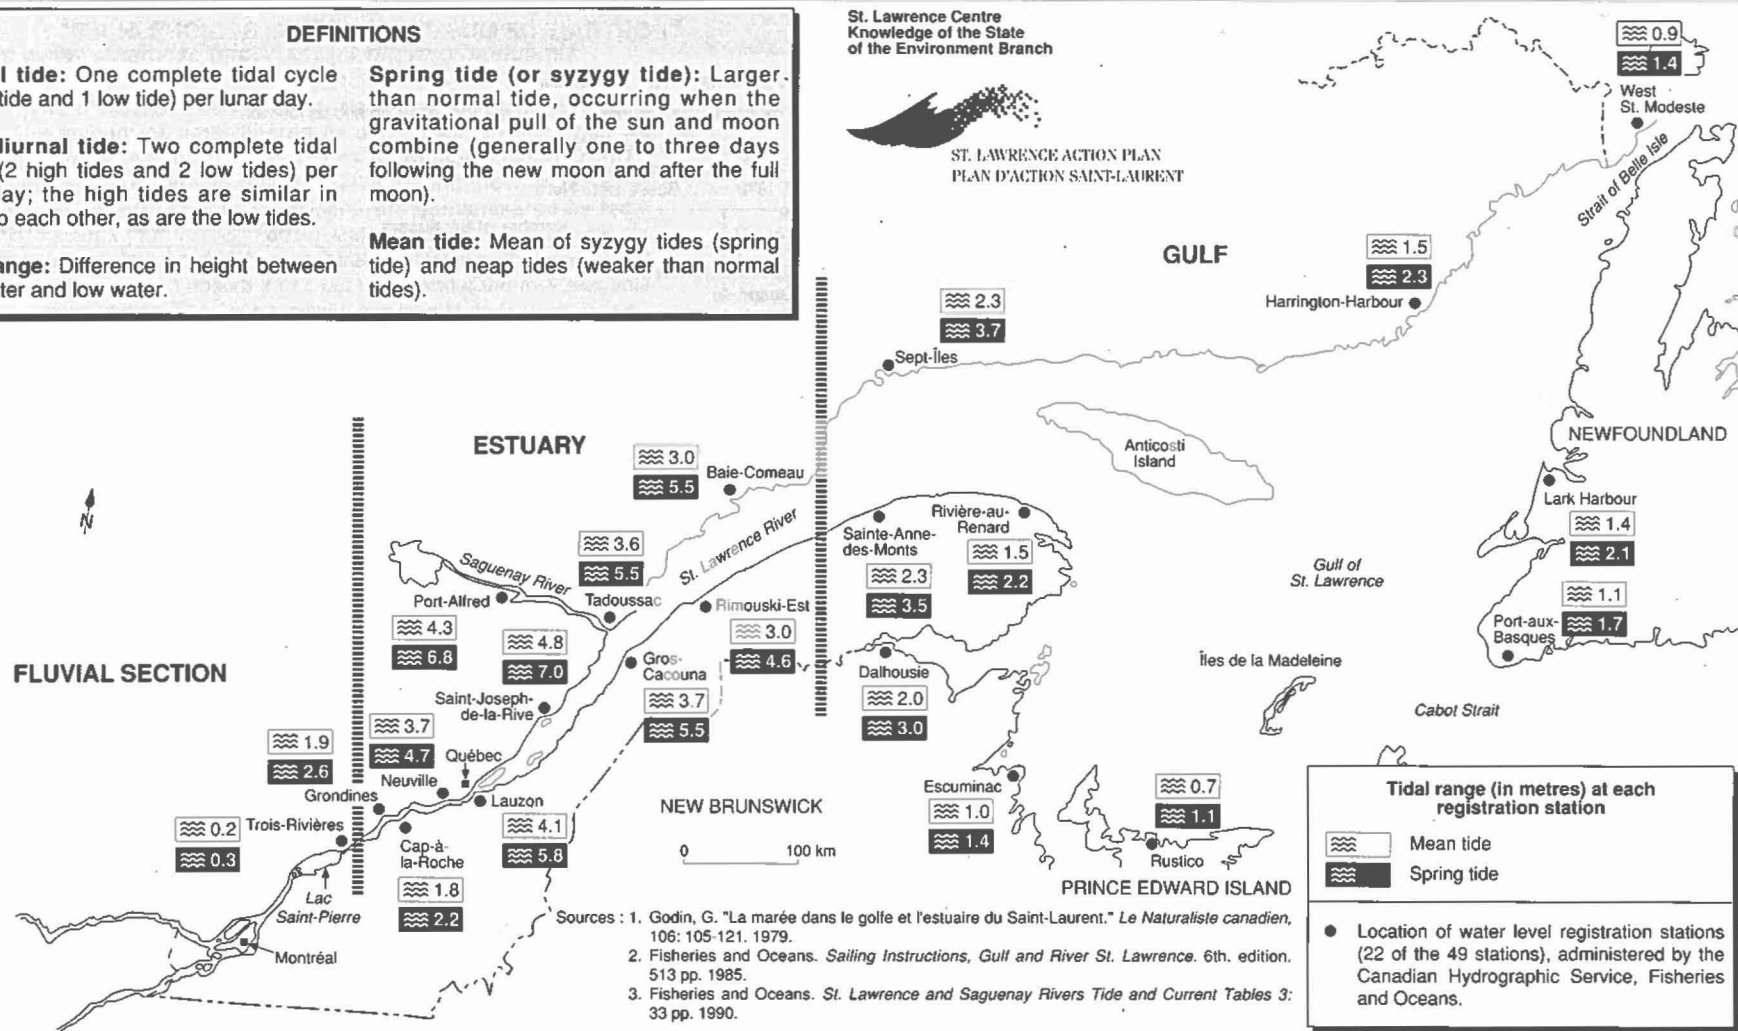 DEFINITIONS
l tide: One complete tidal cycle
tide and 1 low tide) per lunar day.
diurnal tide: Two complete tidal
(2 high tides and 2 low tides) per
ay; the high tides are similar in
o each other, as are the low tides.
ange: Difference in height between
ter and low water.
Spring tide (or syzygy tide): Larger
than normal tide, occurring when the
gravitational pull of the sun and moon
combine (generally one to three days
following the new moon and after the full
moon).
Mean tide: Mean of syzygy tides (spring
tide) and neap tides (weaker than normal
tides).
St. Lawrence Centre
Knowledge of the State
of the Environment Branch
ST. LAWRENCE ACTION PLAN
PLAN D'ACTION SAINT-LAURENT
0.9
1.4
West
St. Modeste
Strait of Belle Isle
GULF
1.5
2.3
Harrington-Harbour
2.3
3.7
Sept-Îles
NEWFOUNDLAND
Anticosti
Island
ESTUARY
3.0
5.5
Baie-Comeau
Lark Harbour
1.4
2.1
N
3.6
5.5
Tadoussac
Saguenay River
Port-Alfred
4.3
6.8
St. Lawrence River
Sainte-Anne-
des-Monts
2.3
3.5
Rivière-au-
Renard
1.5
2.2
Gulf of
St. Lawrence
1.1
1.7
Port-aux-
Basques
Rimouski-Est
3.0
4.6
4.8
7.0
Saint-Joseph-
de-la-Rive
Gros-
Cacouna
3.7
5.5
Dalhousie
2.0
3.0
Îles de la Madeleine
Cabot Strait
FLUVIAL SECTION
1.9
2.6
Grondines
3.7
4.7
Neuville
Québec
Lauzon
4.1
5.8
NEW BRUNSWICK
0 100 km
Escuminac
1.0
1.4
0.7
1.1
Rustico
PRINCE EDWARD ISLAND
0.2
0.3
Trois-Rivières
Cap-à-
la-Roche
1.8
2.2
Lac
Saint-Pierre
Montréal
Sources : 1. Godin, G. "La marée dans le golfe et l'estuaire du Saint-Laurent." Le Naturaliste canadien,
106: 105-121. 1979.
2. Fisheries and Oceans. Sailing Instructions, Gulf and River St. Lawrence. 6th. edition.
513 pp. 1985.
3. Fisheries and Oceans. St. Lawrence and Saguenay Rivers Tide and Current Tables 3:
33 pp. 1990.
Tidal range (in metres) at each
registration station
Mean tide
Spring tide
Location of water level registration stations
(22 of the 49 stations), administered by the
Canadian Hydrographic Service, Fisheries
and Oceans.